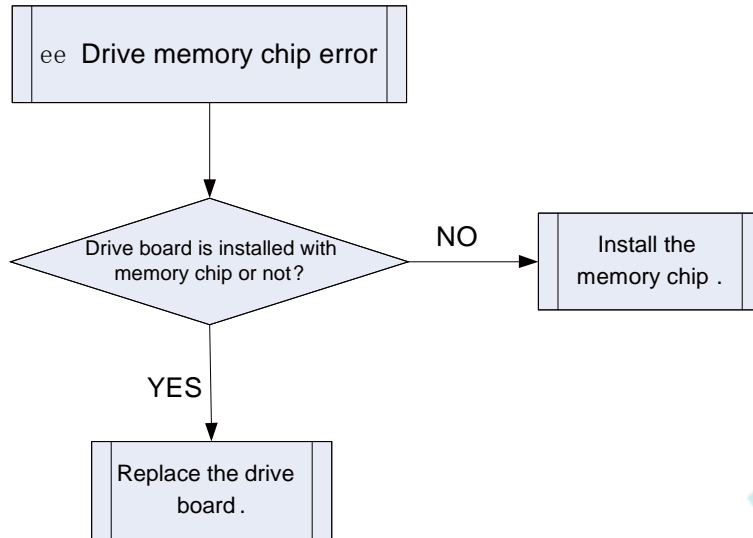 ee Drive memory chip error
Drive board is installed with
memory chip or not?
NO
Install the
memory chip .
YES
Replace the drive
board .